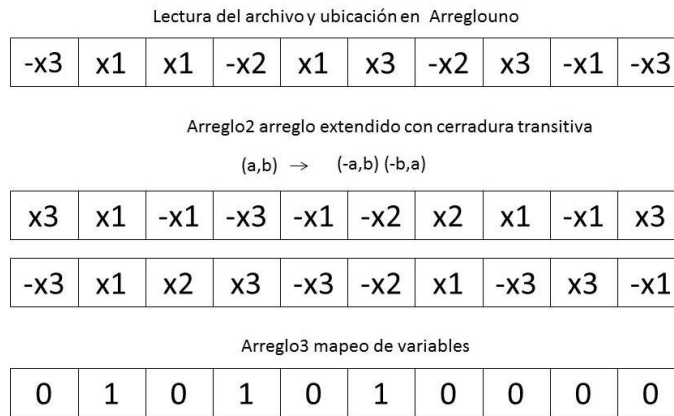 Lectura del archivo y ubicación en Arreglouno
-x3 x1 x1 -x2 x1 x3 -x2 x3 -x1 -x3
Arreglo2 arreglo extendido con cerradura transitiva
(a,b) → (-a,b) (-b,a)
x3 x1 -x1 -x3 -x1 -x2 x2 x1 -x1 x3
-x3 x1 x2 x3 -x3 -x2 x1 -x3 x3 -x1
Arreglo3 mapeo de variables
0 1 0 1 0 1 0 0 0 0